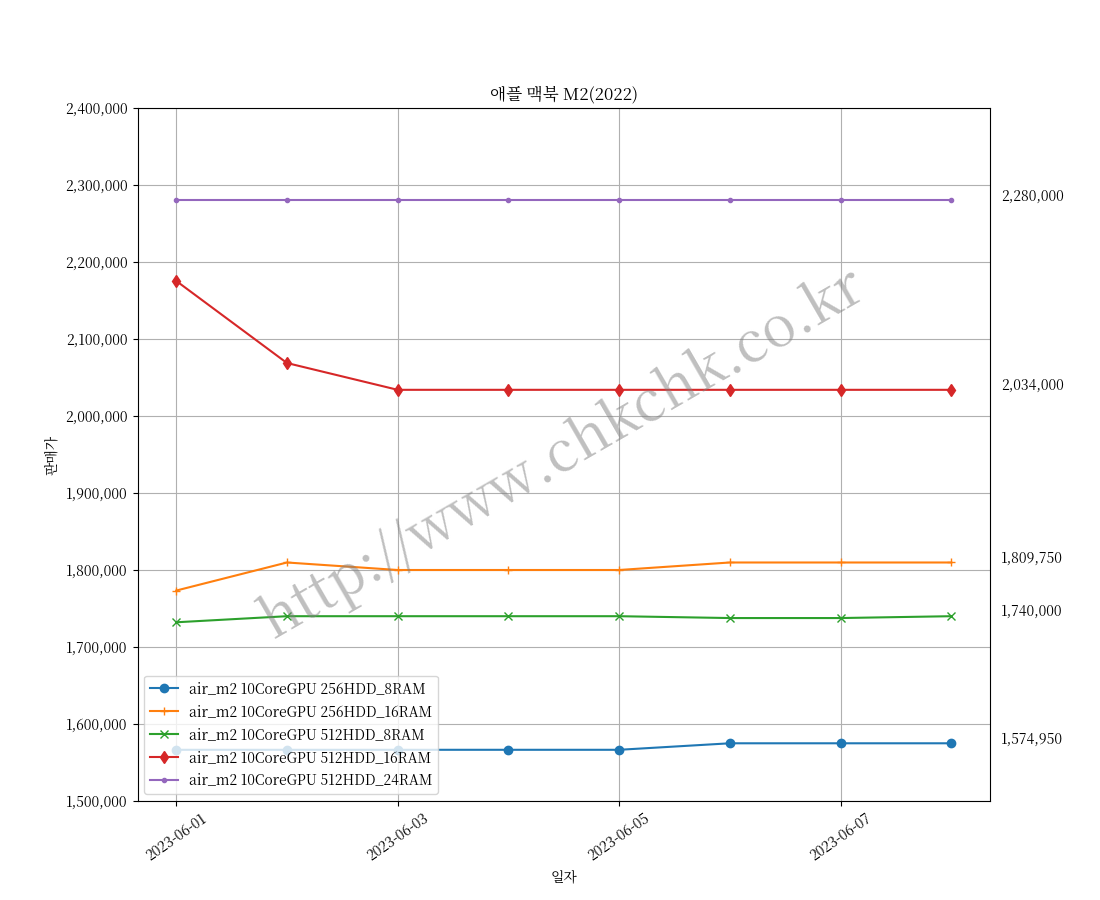 애플 맥북 M2(2022)
2,400,000
2,300,000
2,200,000
2,100,000
2,000,000
1,900,000
1,800,000
1,700,000
1,600,000
1,500,000
판매가
2,280,000
2,034,000
1,809,750
1,740,000
1,574,950
http://www.chkchk.co.kr
air_m2 10CoreGPU 256HDD_8RAM
air_m2 10CoreGPU 256HDD_16RAM
air_m2 10CoreGPU 512HDD_8RAM
air_m2 10CoreGPU 512HDD_16RAM
air_m2 10CoreGPU 512HDD_24RAM
2023-06-01
2023-06-03
2023-06-05
2023-06-07
일자